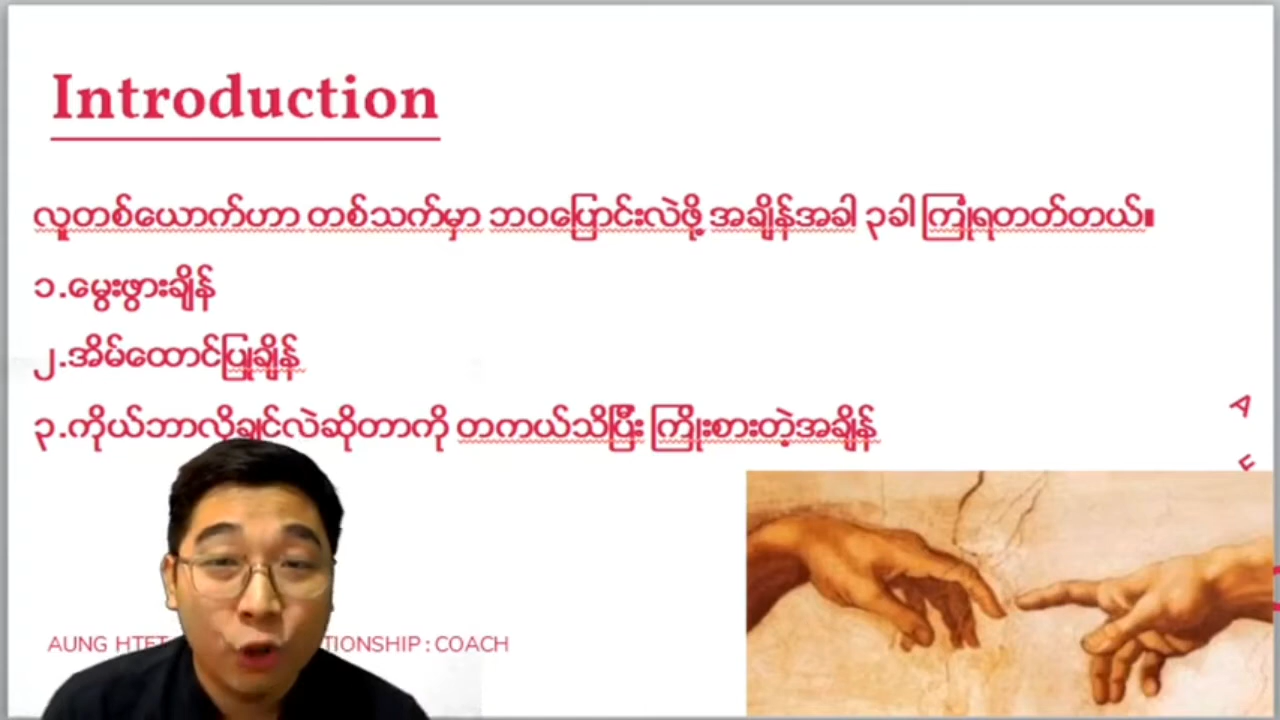 Introduction
လူတစ်ယောက်ဟာ တစ်သက်မှာ ဘဝပြောင်းလဲဖို့ အချိန်အခါ ၃ခါ ကြုံရတတ်တယ်။
၁.မွေးဖွားချိန်
၂.အိမ်ထောင်ပြုချိန်
၃.ကိုယ်ဘာလိုချင်လဲဆိုတာကို တကယ်သိပြီး ကြိုးစားတဲ့အချိန်
A
AUNG HTET : COACH